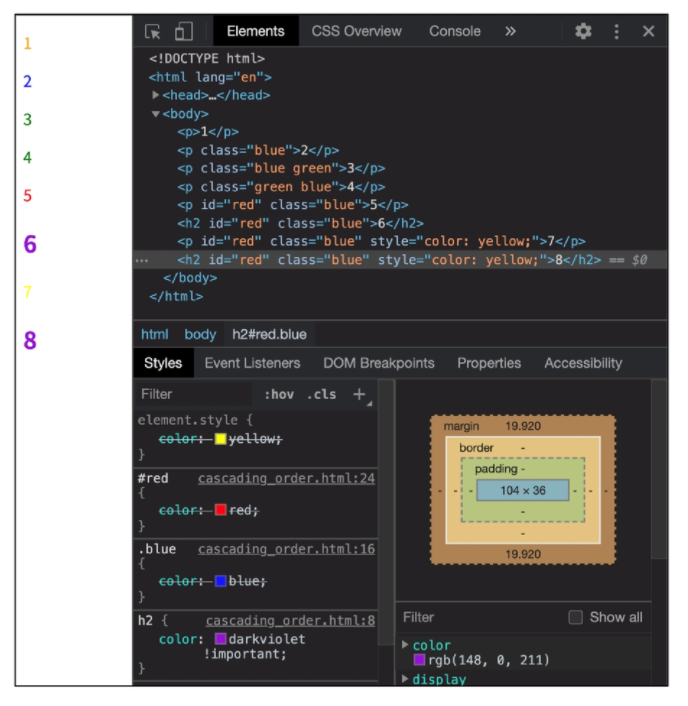 1
2
3
4
5
6
7
8
Elements CSS Overview Console »
<!DOCTYPE html>
<html lang="en">
<head>…</head>
<body>
<p>1</p>
<p class="blue">2</p>
<p class="blue green">3</p>
<p class="green blue">4</p>
<p id="red" class="blue">5</p>
<h2 id="red" class="blue">6</h2>
<p id="red" class="blue" style="color: yellow;">7</p>
… <h2 id="red" class="blue" style="color: yellow;">8</h2> == $0
</body>
</html>
html body h2#red.blue
Styles Event Listeners DOM Breakpoints Properties Accessibility
Filter :hov .cls +
element.style {
color: yellow;
}
#red cascading_order.html:24
{
color: red;
}
.blue cascading_order.html:16
{
color: blue;
}
h2 { cascading_order.html:8
color: darkviolet
!important;
}
margin 19.920
border -
padding -
- - - 104 × 36 - - -
-
-
19.920
Filter Show all
color
rgb(148, 0, 211)
display